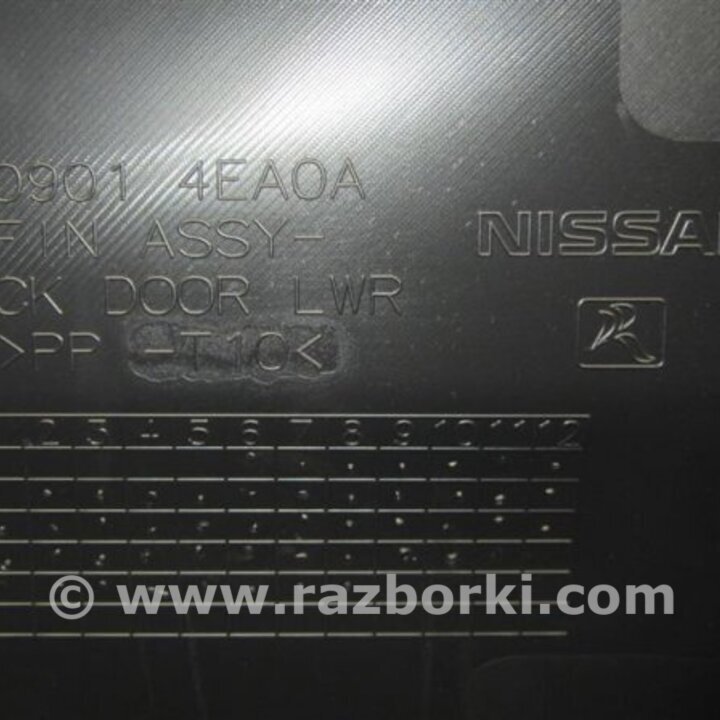 0901 4EA0A
FIN ASSY-
CK DOOR LWR
>PP -T10<
NISSA
2 3 4 5 6 7 8 9 10 11 12
© www.razborki.com